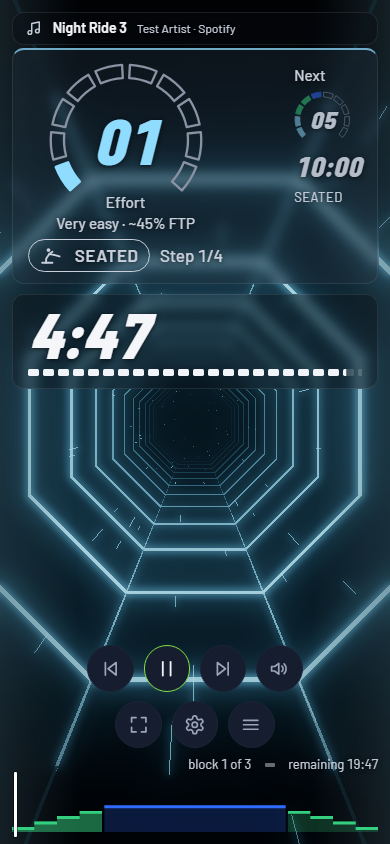 Night Ride 3 Test Artist · Spotify
01
Effort
Very easy · ~45% FTP
SEATED Step 1/4
Next
05
10:00
SEATED
4:47
block 1 of 3 remaining 19:47